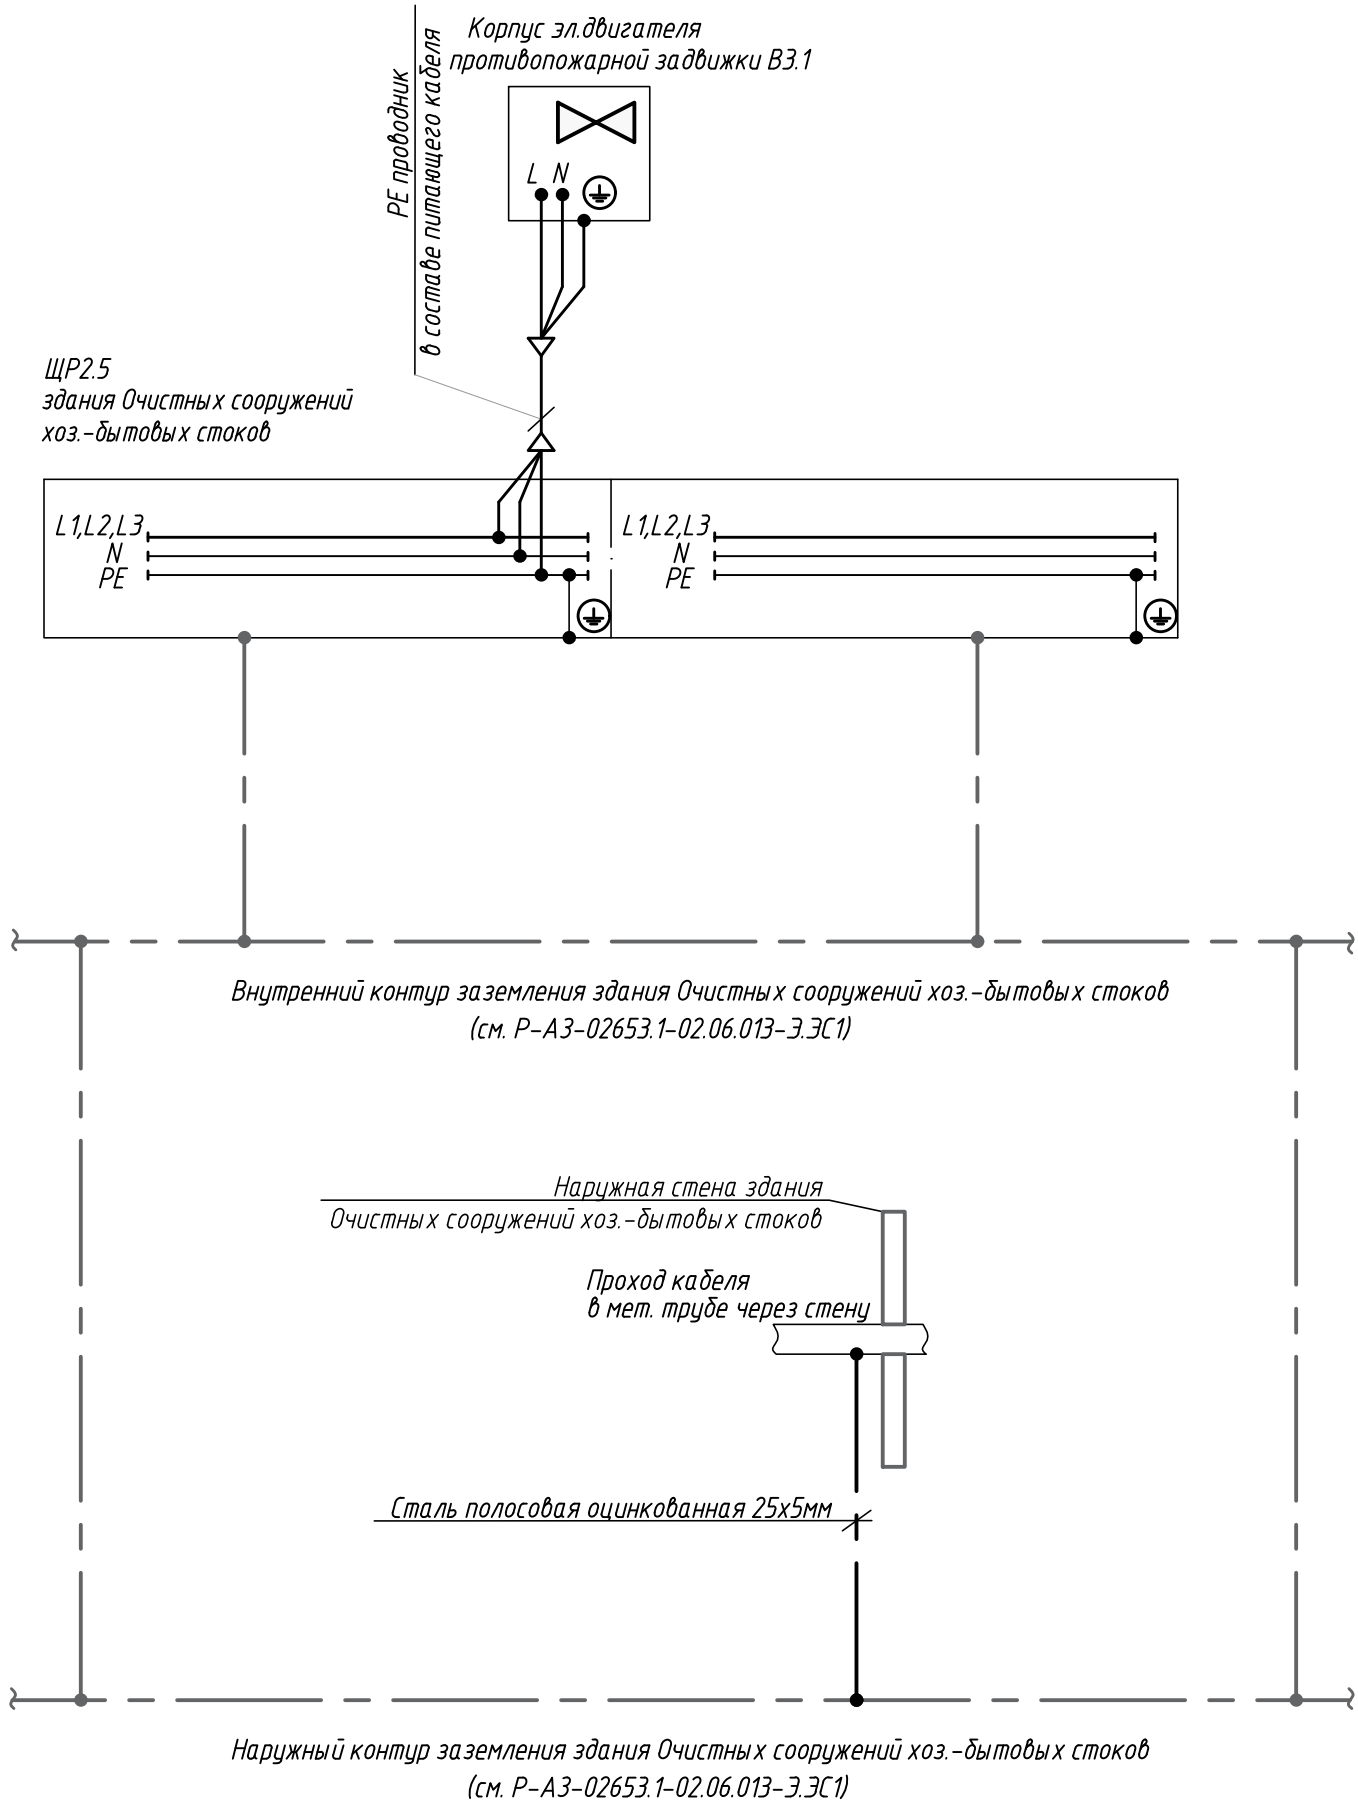 Корпус эл.двигателя
противопожарной задвижки В3.1
PE проводник
в составе питающего кабеля
L N
ЩР2.5
здания Очистных сооружений
хоз.-бытовых стоков
L1,L2,L3
N
PE
L1,L2,L3
N
PE
Внутренний контур заземления здания Очистных сооружений хоз.-бытовых стоков
(см. Р-АЗ-02653.1-02.06.013-Э.ЭС1)
Наружная стена здания
Очистных сооружений хоз.-бытовых стоков
Проход кабеля
в мет. трубе через стену
Сталь полосовая оцинкованная 25х5мм
Наружный контур заземления здания Очистных сооружений хоз.-бытовых стоков
(см. Р-АЗ-02653.1-02.06.013-Э.ЭС1)